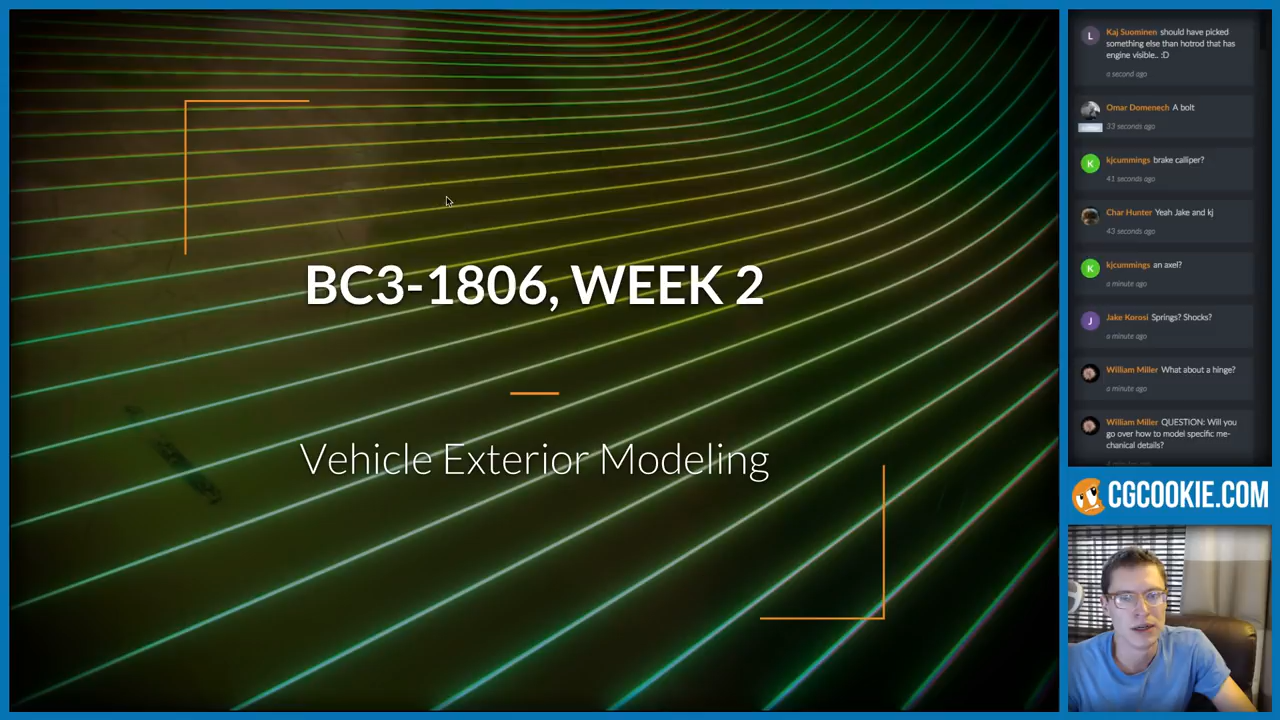 BC3-1806, WEEK 2
Vehicle Exterior Modeling
Kaj Suominen should have picked
something else than hotrod that has
engine visible.. :D
a second ago
Omar Domenech A bolt
33 seconds ago
kjcummings brake calliper?
41 seconds ago
Char Hunter Yeah Jake and kj
43 seconds ago
kjcummings an axel?
a minute ago
Jake Korosi Springs? Shocks?
a minute ago
William Miller What about a hinge?
a minute ago
William Miller QUESTION: Will you
go over how to model specific me-
chanical details?
CGCOOKIE.COM
L
K
K
J